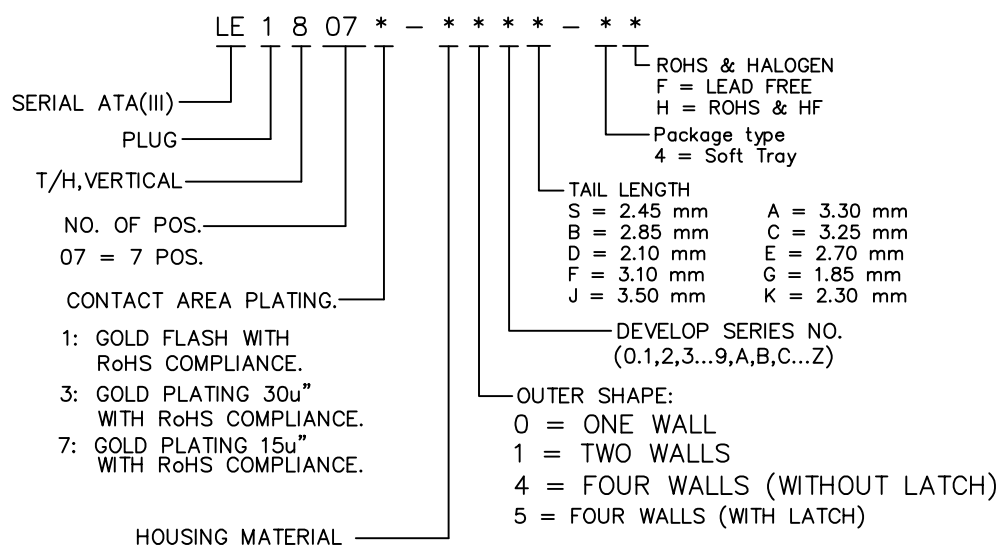 LE 1 8 07 * - * * * * - * *
ROHS & HALOGEN
F = LEAD FREE
H = ROHS & HF
SERIAL ATA(III)
Package type
4 = Soft Tray
PLUG
T/H,VERTICAL
TAIL LENGTH
S = 2.45 mm A = 3.30 mm
B = 2.85 mm C = 3.25 mm
D = 2.10 mm E = 2.70 mm
F = 3.10 mm G = 1.85 mm
J = 3.50 mm K = 2.30 mm
NO. OF POS.
07 = 7 POS.
CONTACT AREA PLATING.
1: GOLD FLASH WITH
RoHS COMPLIANCE.
3: GOLD PLATING 30u"
WITH RoHS COMPLIANCE.
7: GOLD PLATING 15u"
WITH RoHS COMPLIANCE.
DEVELOP SERIES NO.
(0.1,2,3...9,A,B,C...Z)
OUTER SHAPE:
0 = ONE WALL
1 = TWO WALLS
4 = FOUR WALLS (WITHOUT LATCH)
5 = FOUR WALLS (WITH LATCH)
HOUSING MATERIAL